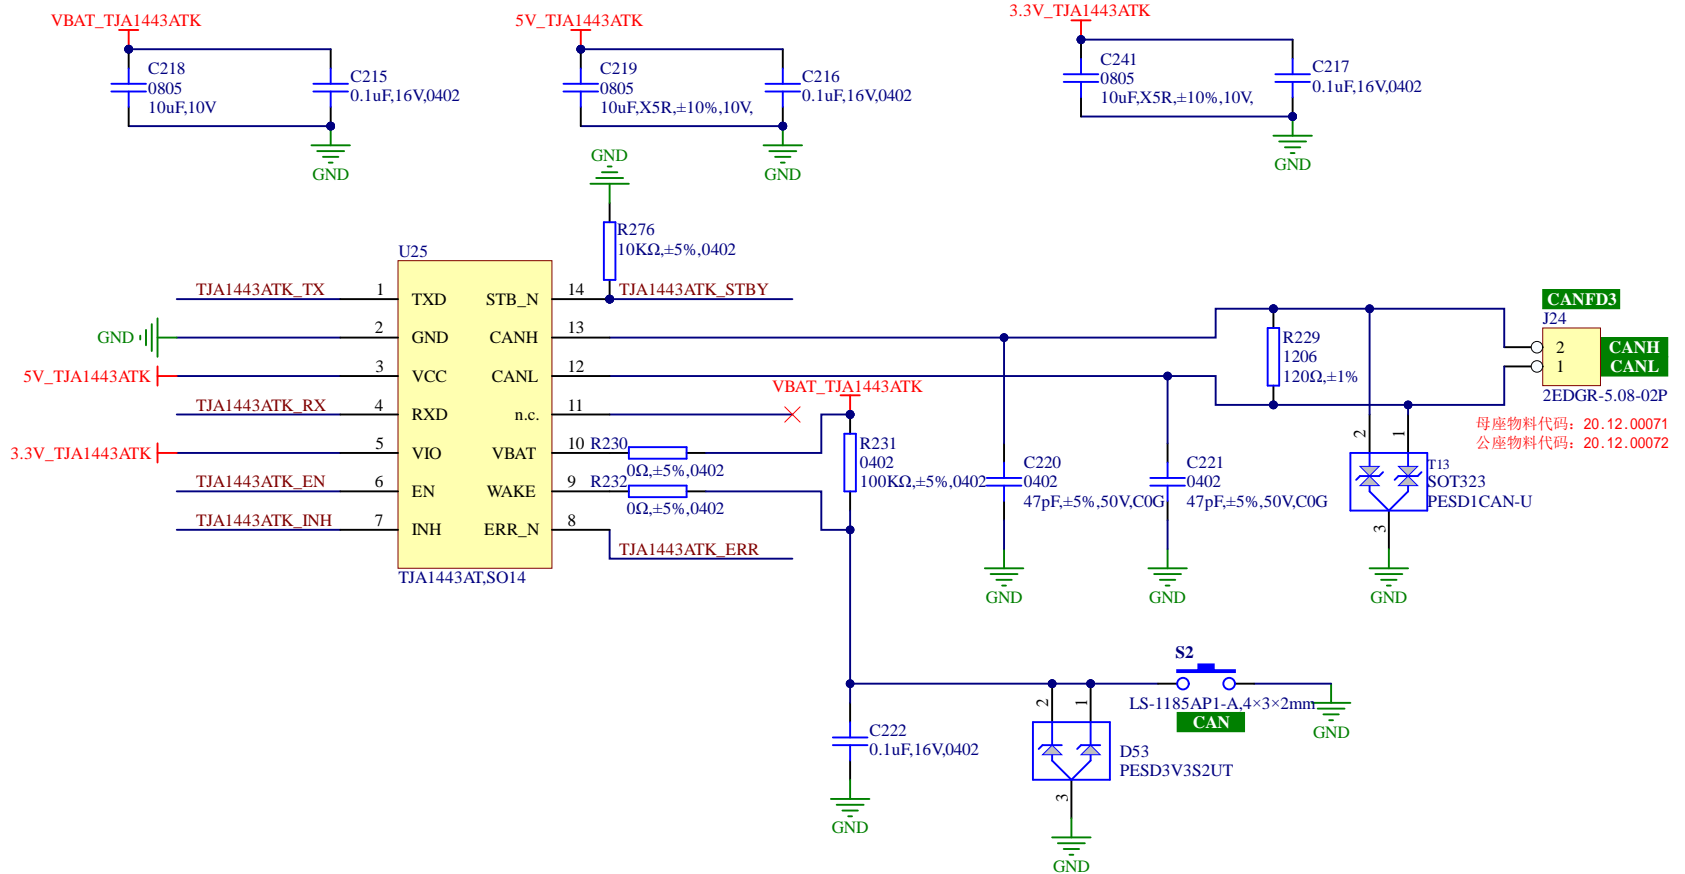 VBAT_TJA1443ATK
C218
0805
10uF,10V
C215
0.1uF,16V,0402
GND
5V_TJA1443ATK
C219
0805
10uF,X5R,±10%,10V,
C216
0.1uF,16V,0402
GND
3.3V_TJA1443ATK
C241
0805
10uF,X5R,±10%,10V,
C217
0.1uF,16V,0402
GND
GND
R276
10KΩ,±5%,0402
U25
TJA1443ATK_TX 1 TXD
GND 2 GND
5V_TJA1443ATK 3 VCC
TJA1443ATK_RX 4 RXD
3.3V_TJA1443ATK 5 VIO
TJA1443ATK_EN 6 EN
TJA1443ATK_INH 7 INH
STB_N 14 TJA1443ATK_STBY
CANH 13
CANL 12
n.c. 11
VBAT 10 R230
0Ω,±5%,0402
WAKE 9 R232
0Ω,±5%,0402
ERR_N 8
TJA1443ATK_ERR
TJA1443AT,SO14
VBAT_TJA1443ATK
R231
0402
100KΩ,±5%,0402
C220
0402
47pF,±5%,50V,C0G
GND
C221
0402
47pF,±5%,50V,C0G
GND
R229
1206
120Ω,±1%
CANFD3
J24
2 CANH
1 CANL
2EDGR-5.08-02P
母座物料代码：20.12.00071
公座物料代码：20.12.00072
2 1
T13
SOT323
PESD1CAN-U
3
GND
S2
LS-1185AP1-A,4×3×2mm
CAN
GND
C222
0.1uF,16V,0402
GND
2 1
D53
PESD3V3S2UT
3
GND